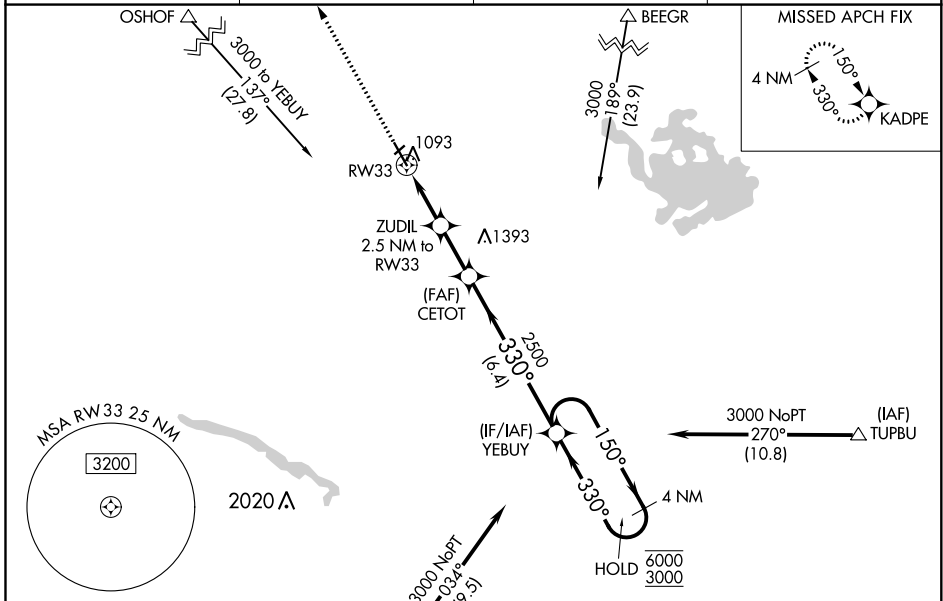 OSHOF
3000 to YEBUY
137°
(27.8)
BEEGR
3000
189°
(23.9)
MISSED APCH FIX
4 NM
150°
330°
KADPE
1093
RW33
ZUDIL
2.5 NM to
RW33
1393
(FAF)
CETOT
2500
330°
(6.4)
MSA RW33 25 NM
3200
2020
(IF/IAF)
YEBUY
150°
330°
4 NM
HOLD
6000
3000
3000 NoPT
270°
(10.8)
(IAF)
TUPBU
3000 NoPT
034°